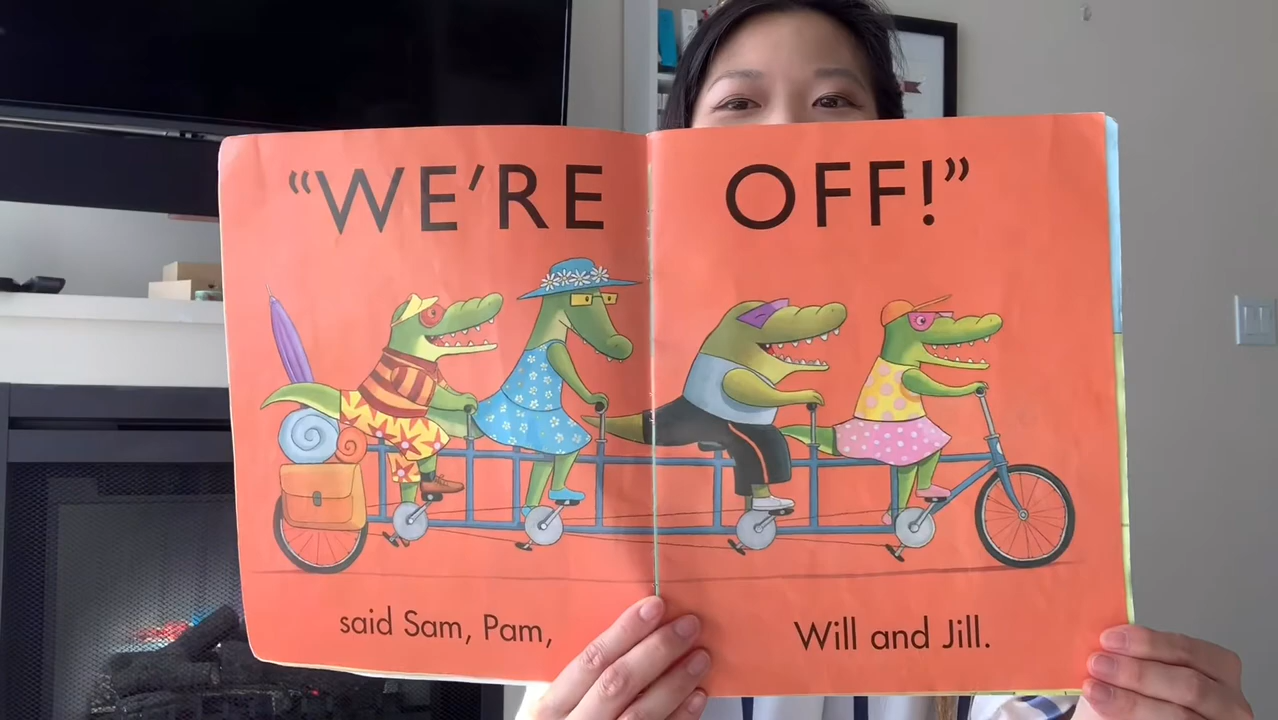 “WE’RE OFF!”
said Sam, Pam,
Will and Jill.